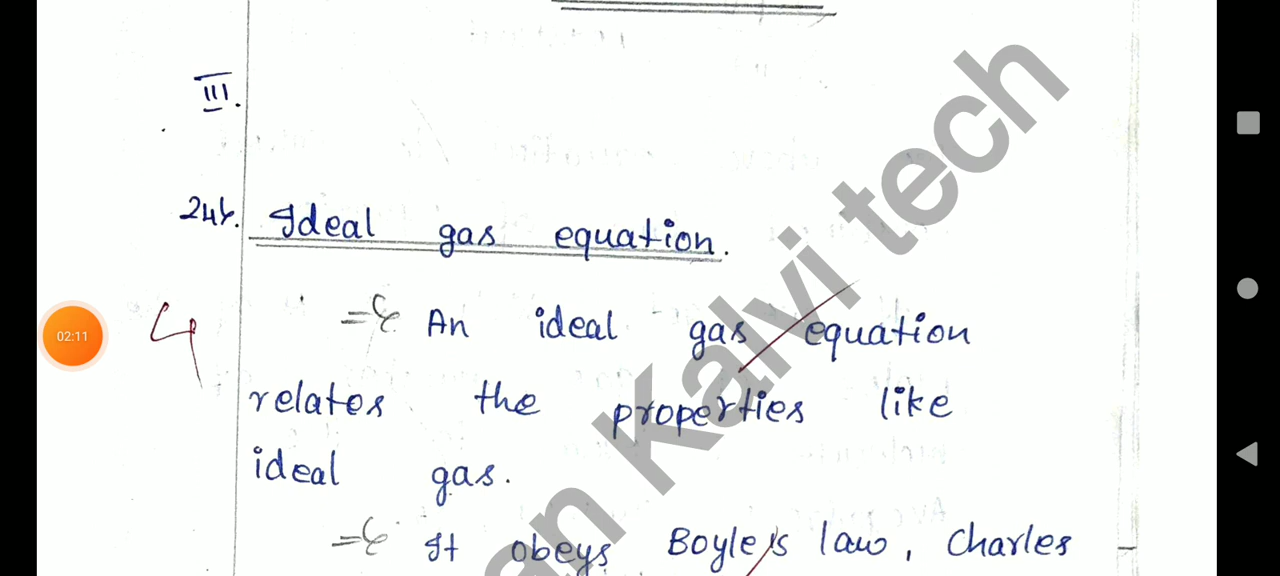 III.
24.
Ideal gas equation.
02:11
4
An ideal gas equation
relates the properties like
ideal gas.
It obeys Boyle's law, Charles
an Kalvi tech